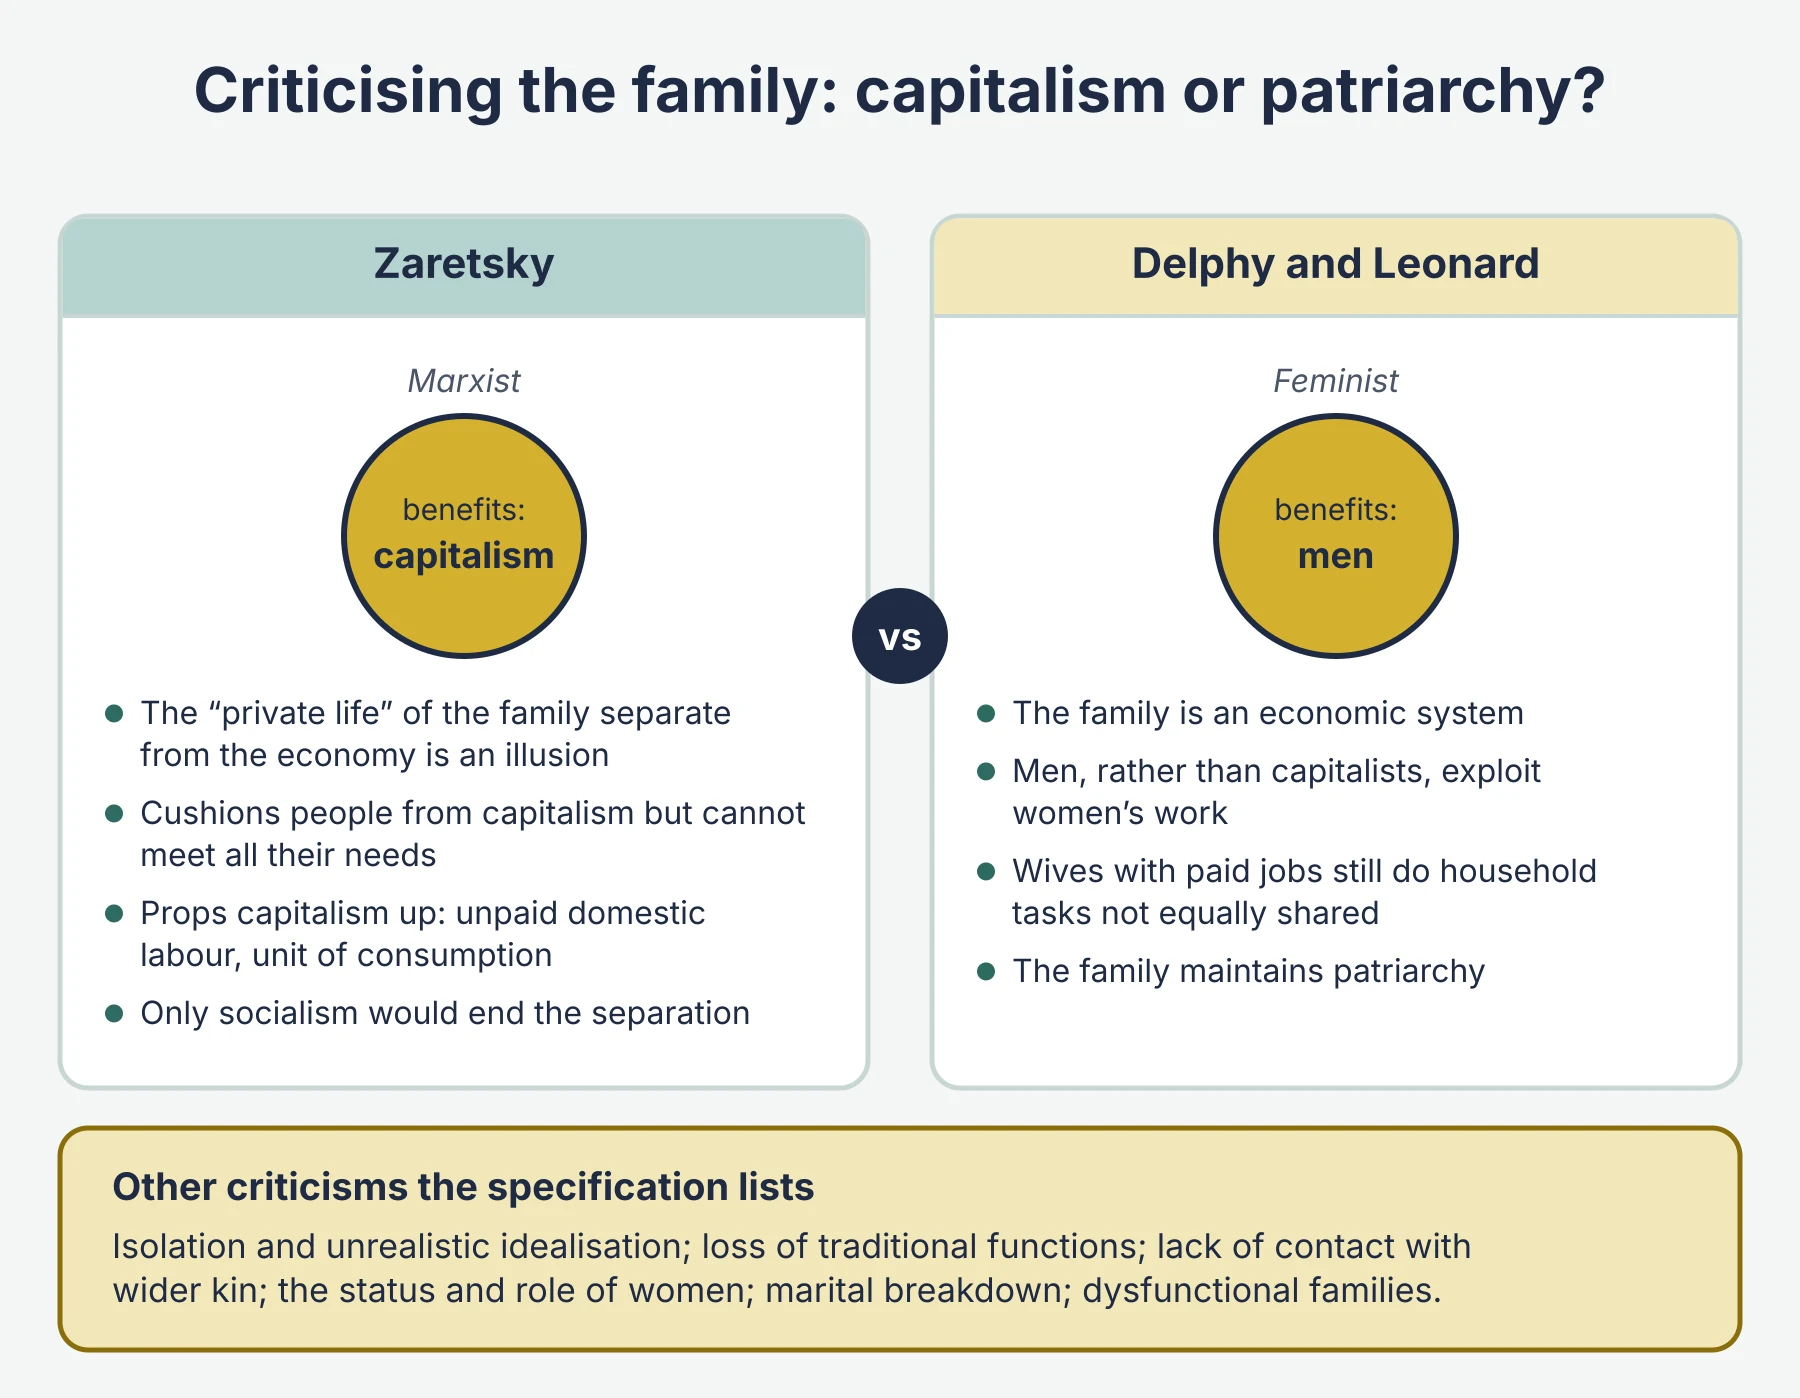 Criticising the family: capitalism or patriarchy?
Zaretsky
Marxist
benefits:
capitalism
The “private life” of the family separate
from the economy is an illusion
Cushions people from capitalism but cannot
meet all their needs
Props capitalism up: unpaid domestic
labour, unit of consumption
Only socialism would end the separation
vs
Delphy and Leonard
Feminist
benefits:
men
The family is an economic system
Men, rather than capitalists, exploit
women’s work
Wives with paid jobs still do household
tasks not equally shared
The family maintains patriarchy
Other criticisms the specification lists
Isolation and unrealistic idealisation; loss of traditional functions; lack of contact with
wider kin; the status and role of women; marital breakdown; dysfunctional families.